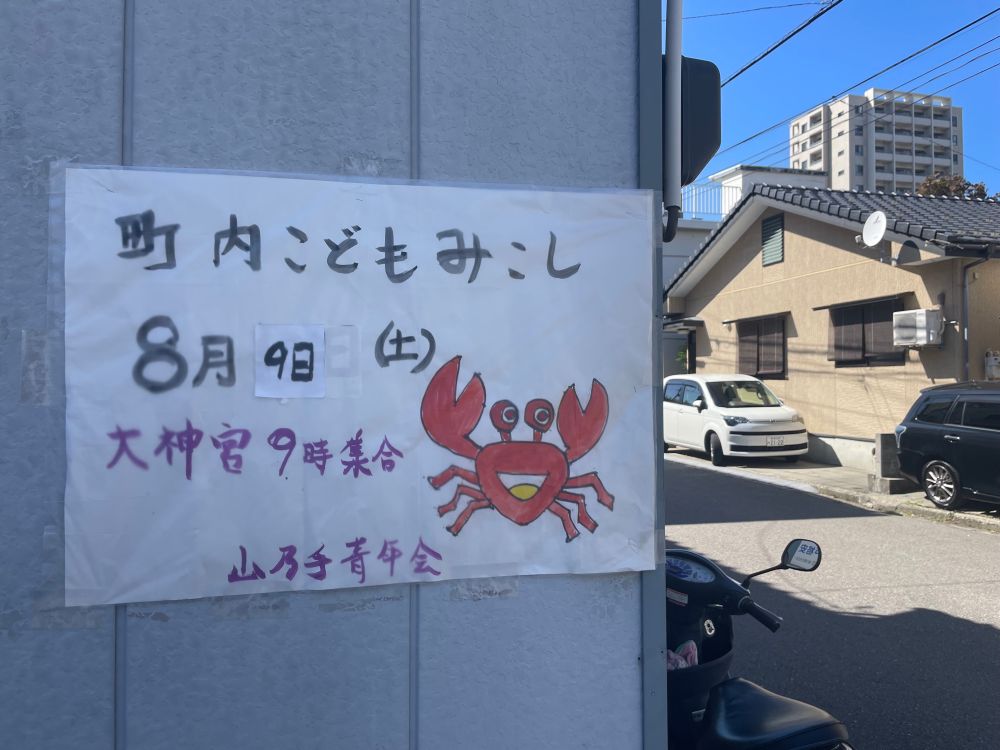 町内こどもみこし
8月9日(土)
大神宮9時集合
山乃手青年会